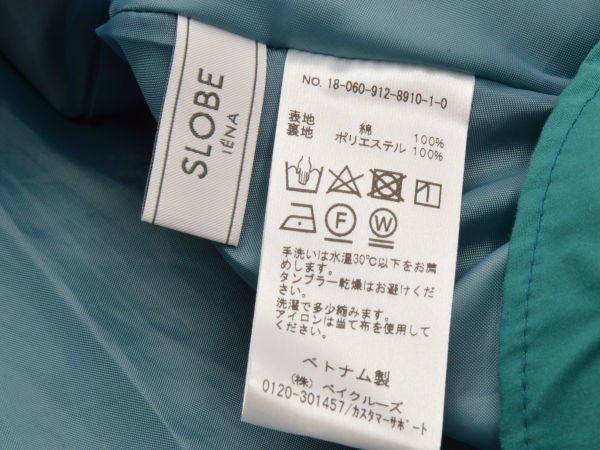 SLOBE
IÉNA
NO. 18-060-912-8910-1-0
表地 綿 100%
裏地 ポリエステル 100%
F W
手洗いは水温30℃以下をお薦
めします。
タンブラー乾燥はお避けくださ
い。
洗濯で多少縮みます。
アイロンは当て布を使用して
ください。
ベトナム製
(株) ベイクルーズ
0120-301457/カスタマーサポート